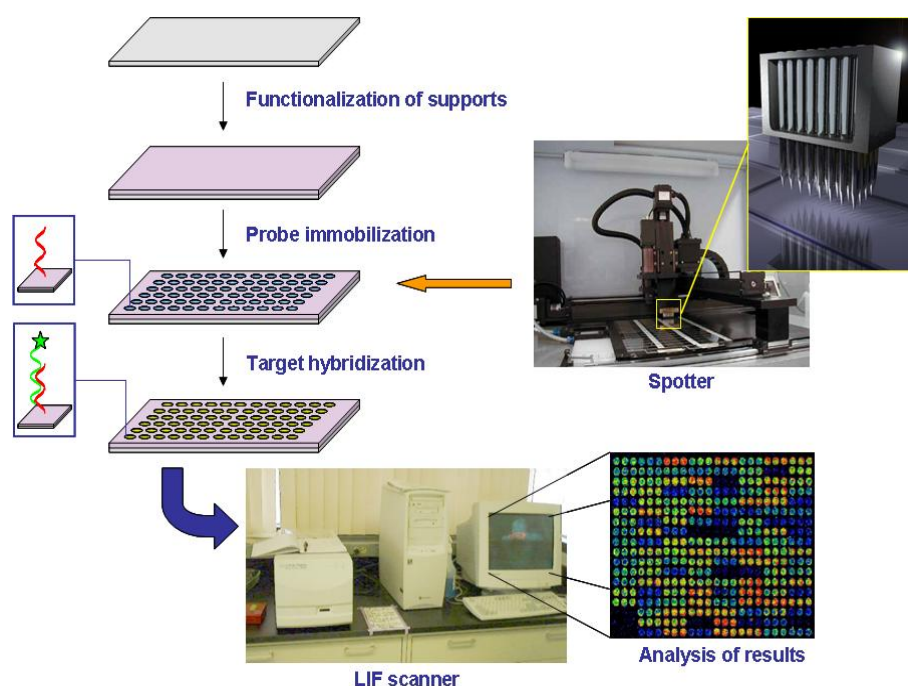 Functionalization of supports
Probe immobilization
Target hybridization
Spotter
LIF scanner
Analysis of results